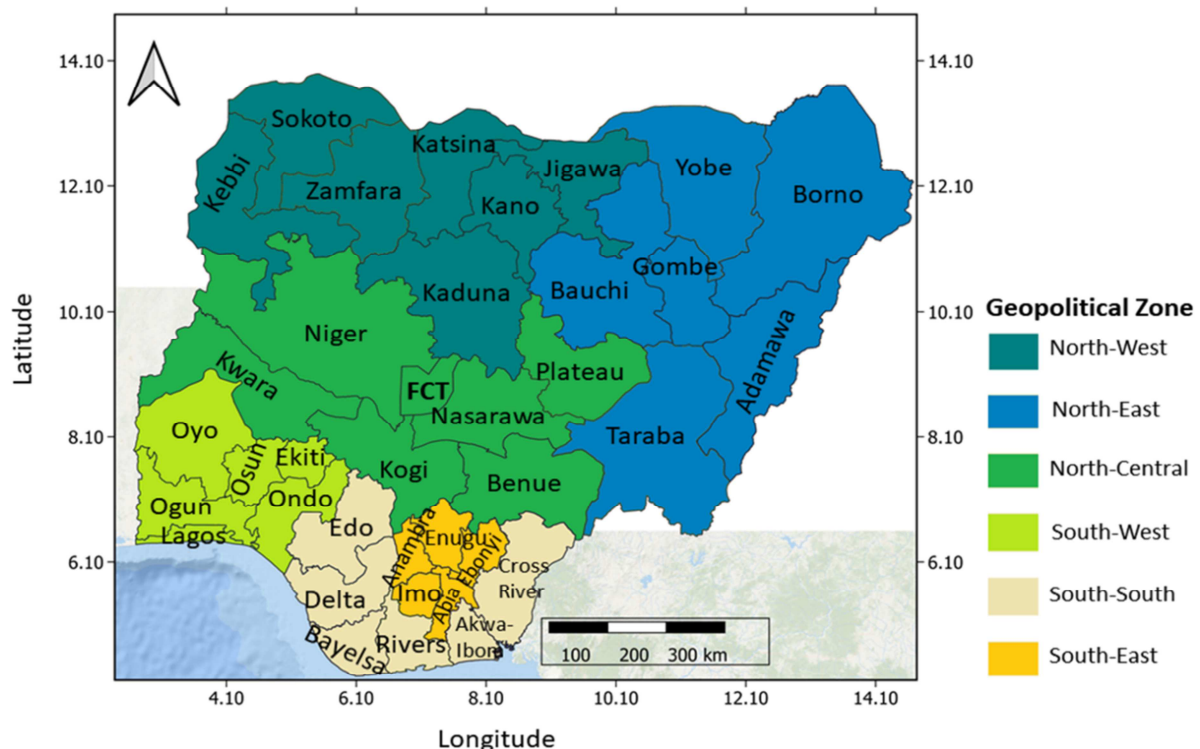 14.10
14.10
Sokoto
Katsina
Yobe
Jigawa
12.10
12.10
Kebbi
Zamfara
Kano
Borno
Gombe
Kaduna
Bauchi
10.10
10.10
Niger
Adamawa
Kwara
Plateau
FCT
Nasarawa
8.10
8.10
Oyo
Taraba
Osun
Ekiti
Kogi
Benue
Ogun
Ondo
Lagos
Edo
Anambra
Enugu
Ebonji
6.10
6.10
Cross
River
Delta
Imo
Abia
Akwa-
Ibom
Bayelsa
Rivers
100 200 300 km
4.10 6.10 8.10 10.10 12.10 14.10
Longitude
Latitude
Geopolitical Zone
North-West
North-East
North-Central
South-West
South-South
South-East